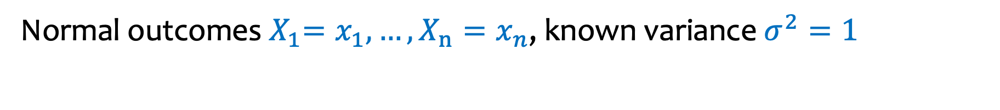 Normal outcomes X₁= x₁, ... , Xₙ = xₙ, known variance σ² = 1